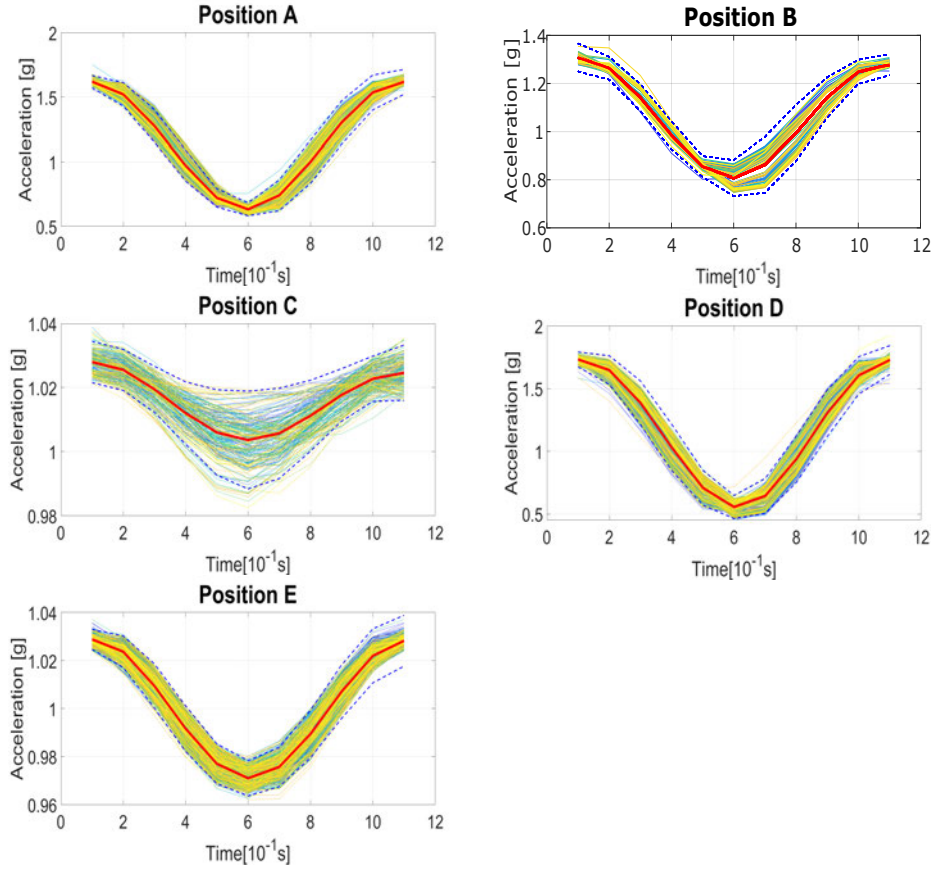 Position A
Acceleration [g]
2
1.5
1
0.5
0 2 4 6 8 10 12
Time[10⁻¹s]
Position B
Acceleration [g]
1.4
1.2
1
0.8
0.6
0 2 4 6 8 10 12
Time[10⁻¹s]
Position C
Acceleration [g]
1.04
1.02
1
0.98
0 2 4 6 8 10 12
Time[10⁻¹s]
Position D
Acceleration [g]
2
1.5
1
0.5
0 2 4 6 8 10 12
Time[10⁻¹s]
Position E
Acceleration [g]
1.04
1.02
1
0.98
0.96
0 2 4 6 8 10 12
Time[10⁻¹s]